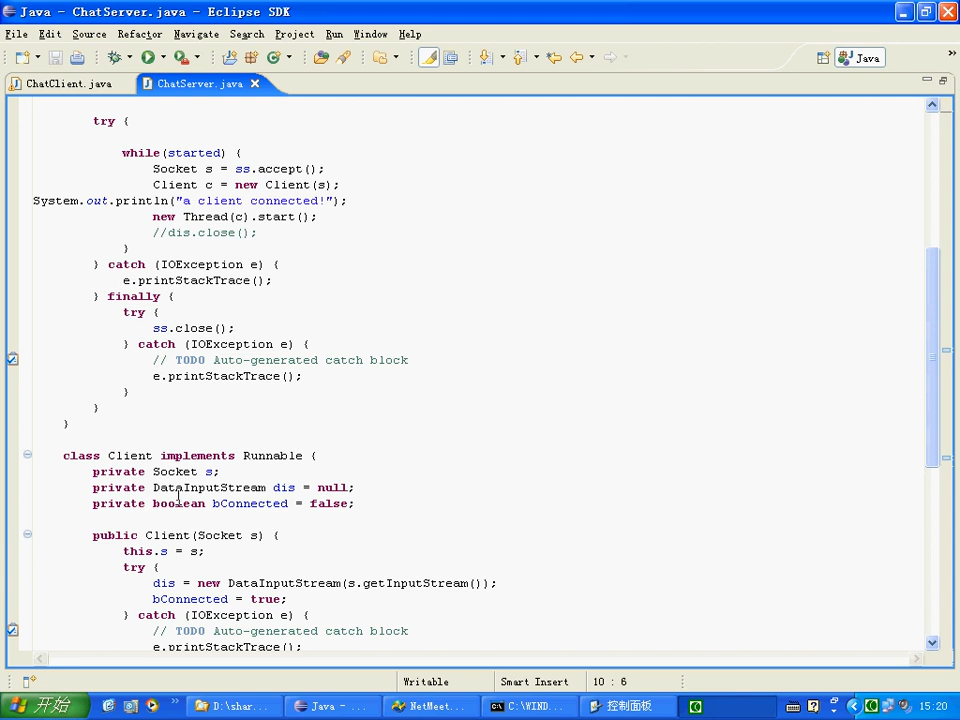 Java - ChatServer.java - Eclipse SDK
File Edit Source Refactor Navigate Search Project Run Window Help
Java
ChatClient.java ChatServer.java
try {
while(started) {
Socket s = ss.accept();
Client c = new Client(s);
System.out.println("a client connected!");
new Thread(c).start();
//dis.close();
}
} catch (IOException e) {
e.printStackTrace();
} finally {
try {
ss.close();
} catch (IOException e) {
// TODO Auto-generated catch block
e.printStackTrace();
}
}
}
class Client implements Runnable {
private Socket s;
private DataInputStream dis = null;
private boolean bConnected = false;
public Client(Socket s) {
this.s = s;
try {
dis = new DataInputStream(s.getInputStream());
bConnected = true;
} catch (IOException e) {
// TODO Auto-generated catch block
e.printStackTrace();
Writable Smart Insert 10 : 6
开始 D:\shar... Java - ... NetMeet... C:\WIND... 控制面板 15:20